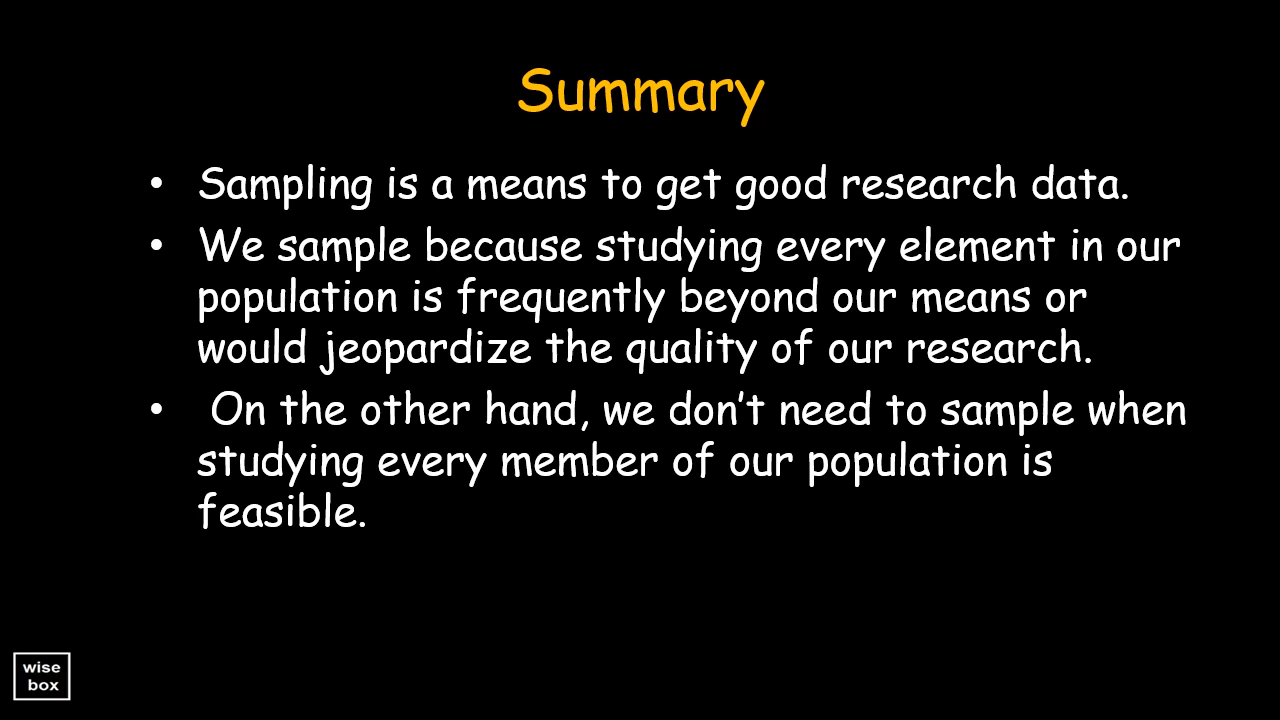 Summary
• Sampling is a means to get good research data.
• We sample because studying every element in our
population is frequently beyond our means or
would jeopardize the quality of our research.
• On the other hand, we don’t need to sample when
studying every member of our population is
feasible.
wise
box